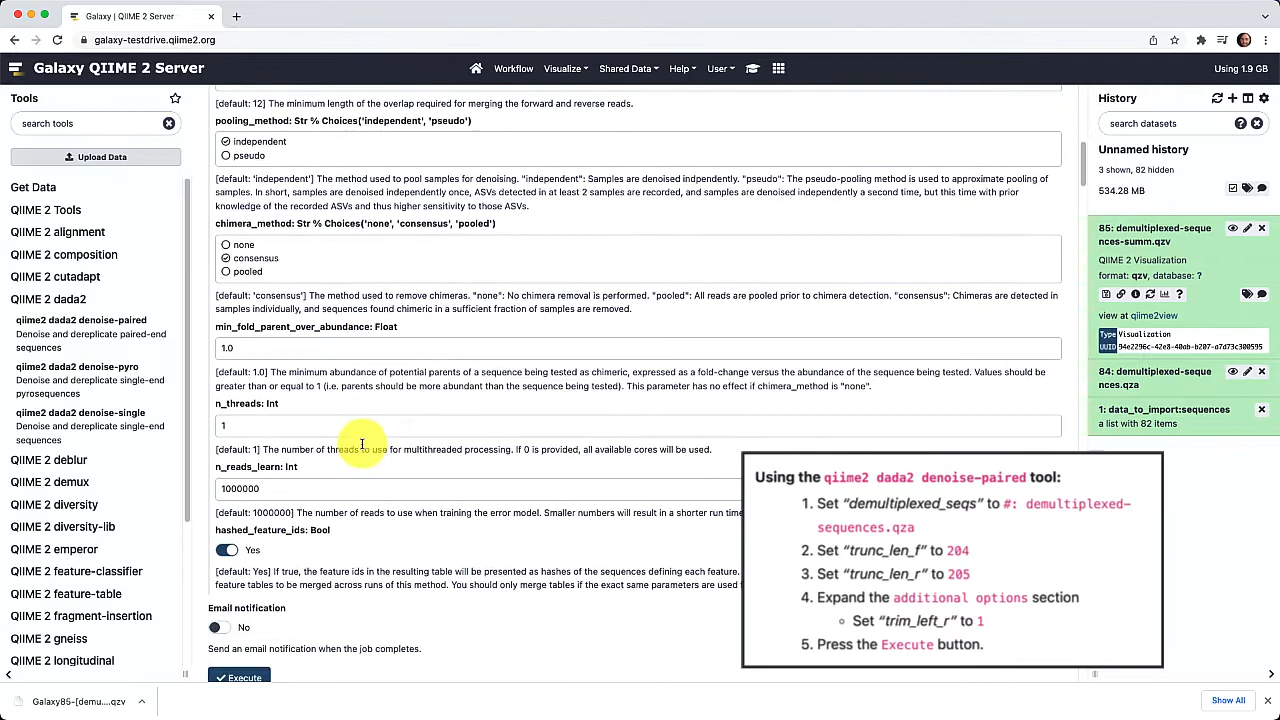 Galaxy | QIIME 2 Server
galaxy-testdrive.qiime2.org
Galaxy QIIME 2 Server
Workflow
Visualize
Shared Data
Help
User
Using 1.9 GB
Tools
search tools
Upload Data
Get Data
QIIME 2 Tools
QIIME 2 alignment
QIIME 2 composition
QIIME 2 cutadapt
QIIME 2 dada2
qiime2 dada2 denoise-paired
Denoise and dereplicate paired-end
sequences
qiime2 dada2 denoise-pyro
Denoise and dereplicate single-end
pyrosequences
qiime2 dada2 denoise-single
Denoise and dereplicate single-end
sequences
QIIME 2 deblur
QIIME 2 demux
QIIME 2 diversity
QIIME 2 diversity-lib
QIIME 2 emperor
QIIME 2 feature-classifier
QIIME 2 feature-table
QIIME 2 fragment-insertion
QIIME 2 gneiss
QIIME 2 longitudinal
[default: 12] The minimum length of the overlap required for merging the forward and reverse reads.
pooling_method: Str % Choices('independent', 'pseudo')
independent
pseudo
[default: 'independent'] The method used to pool samples for denoising. "independent": Samples are denoised indpendently. "pseudo": The pseudo-pooling method is used to approximate pooling of
samples. In short, samples are denoised independently once, ASVs detected in at least 2 samples are recorded, and samples are denoised independently a second time, but this time with prior
knowledge of the recorded ASVs and thus higher sensitivity to those ASVs.
chimera_method: Str % Choices('none', 'consensus', 'pooled')
none
consensus
pooled
[default: 'consensus'] The method used to remove chimeras. "none": No chimera removal is performed. "pooled": All reads are pooled prior to chimera detection. "consensus": Chimeras are detected in
samples individually, and sequences found chimeric in a sufficient fraction of samples are removed.
min_fold_parent_over_abundance: Float
1.0
[default: 1.0] The minimum abundance of potential parents of a sequence being tested as chimeric, expressed as a fold-change versus the abundance of the sequence being tested. Values should be
greater than or equal to 1 (i.e. parents should be more abundant than the sequence being tested). This parameter has no effect if chimera_method is "none".
n_threads: Int
1
[default: 1] The number of threads to use for multithreaded processing. If 0 is provided, all available cores will be used.
n_reads_learn: Int
1000000
[default: 1000000] The number of reads to use when training the error model. Smaller numbers will result in a shorter run time
hashed_feature_ids: Bool
Yes
[default: Yes] If true, the feature ids in the resulting table will be presented as hashes of the sequences defining each feature.
feature tables to be merged across runs of this method. You should only merge tables if the exact same parameters are used
Email notification
No
Send an email notification when the job completes.
Execute
Using the qiime2 dada2 denoise-paired tool:
1. Set “demultiplexed_seqs” to #: demultiplexed-
sequences.qza
2. Set “trunc_len_f” to 204
3. Set “trunc_len_r” to 205
4. Expand the additional options section
Set “trim_left_r” to 1
5. Press the Execute button.
History
search datasets
Unnamed history
3 shown, 82 hidden
534.28 MB
85: demultiplexed-seque
nces-summ.qzv
QIIME 2 Visualization
format: qzv, database: ?
view at qiime2view
Type Visualization
UUID 94e2296c-42e8-40ab-b207-a7d73c300595
84: demultiplexed-seque
nces.qza
1: data_to_import:sequences
a list with 82 items
Galaxy85-[demu....qzv
Show All